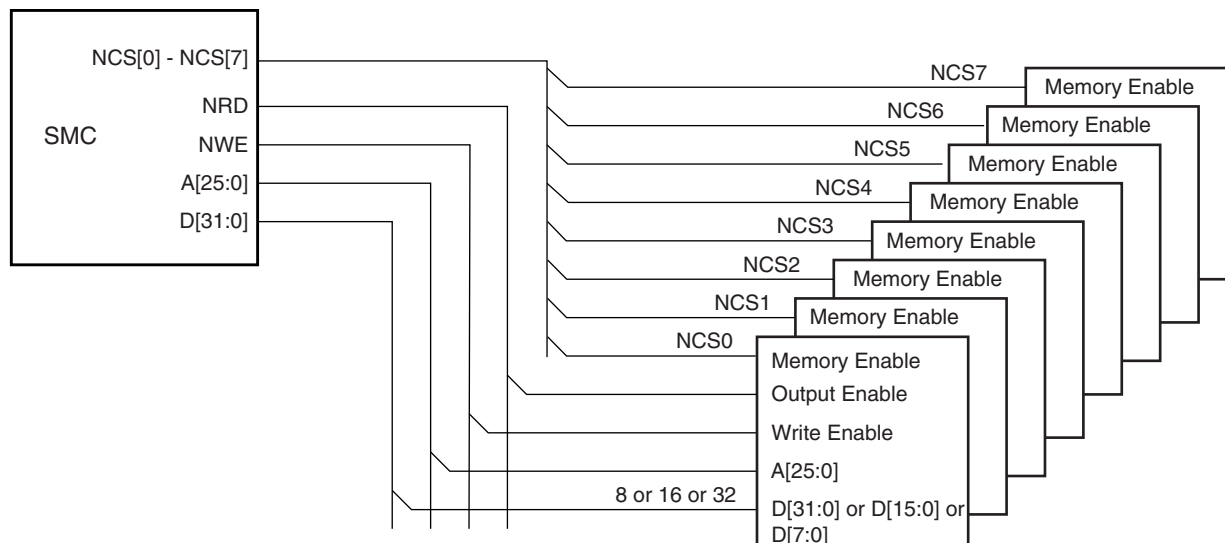 NCS[0] - NCS[7]
NRD
SMC
NWE
A[25:0]
D[31:0]
NCS7
Memory Enable
NCS6
Memory Enable
NCS5
Memory Enable
NCS4
Memory Enable
NCS3
Memory Enable
NCS2
Memory Enable
NCS1
Memory Enable
NCS0
Memory Enable
Output Enable
Write Enable
A[25:0]
8 or 16 or 32
D[31:0] or D[15:0] or
D[7:0]